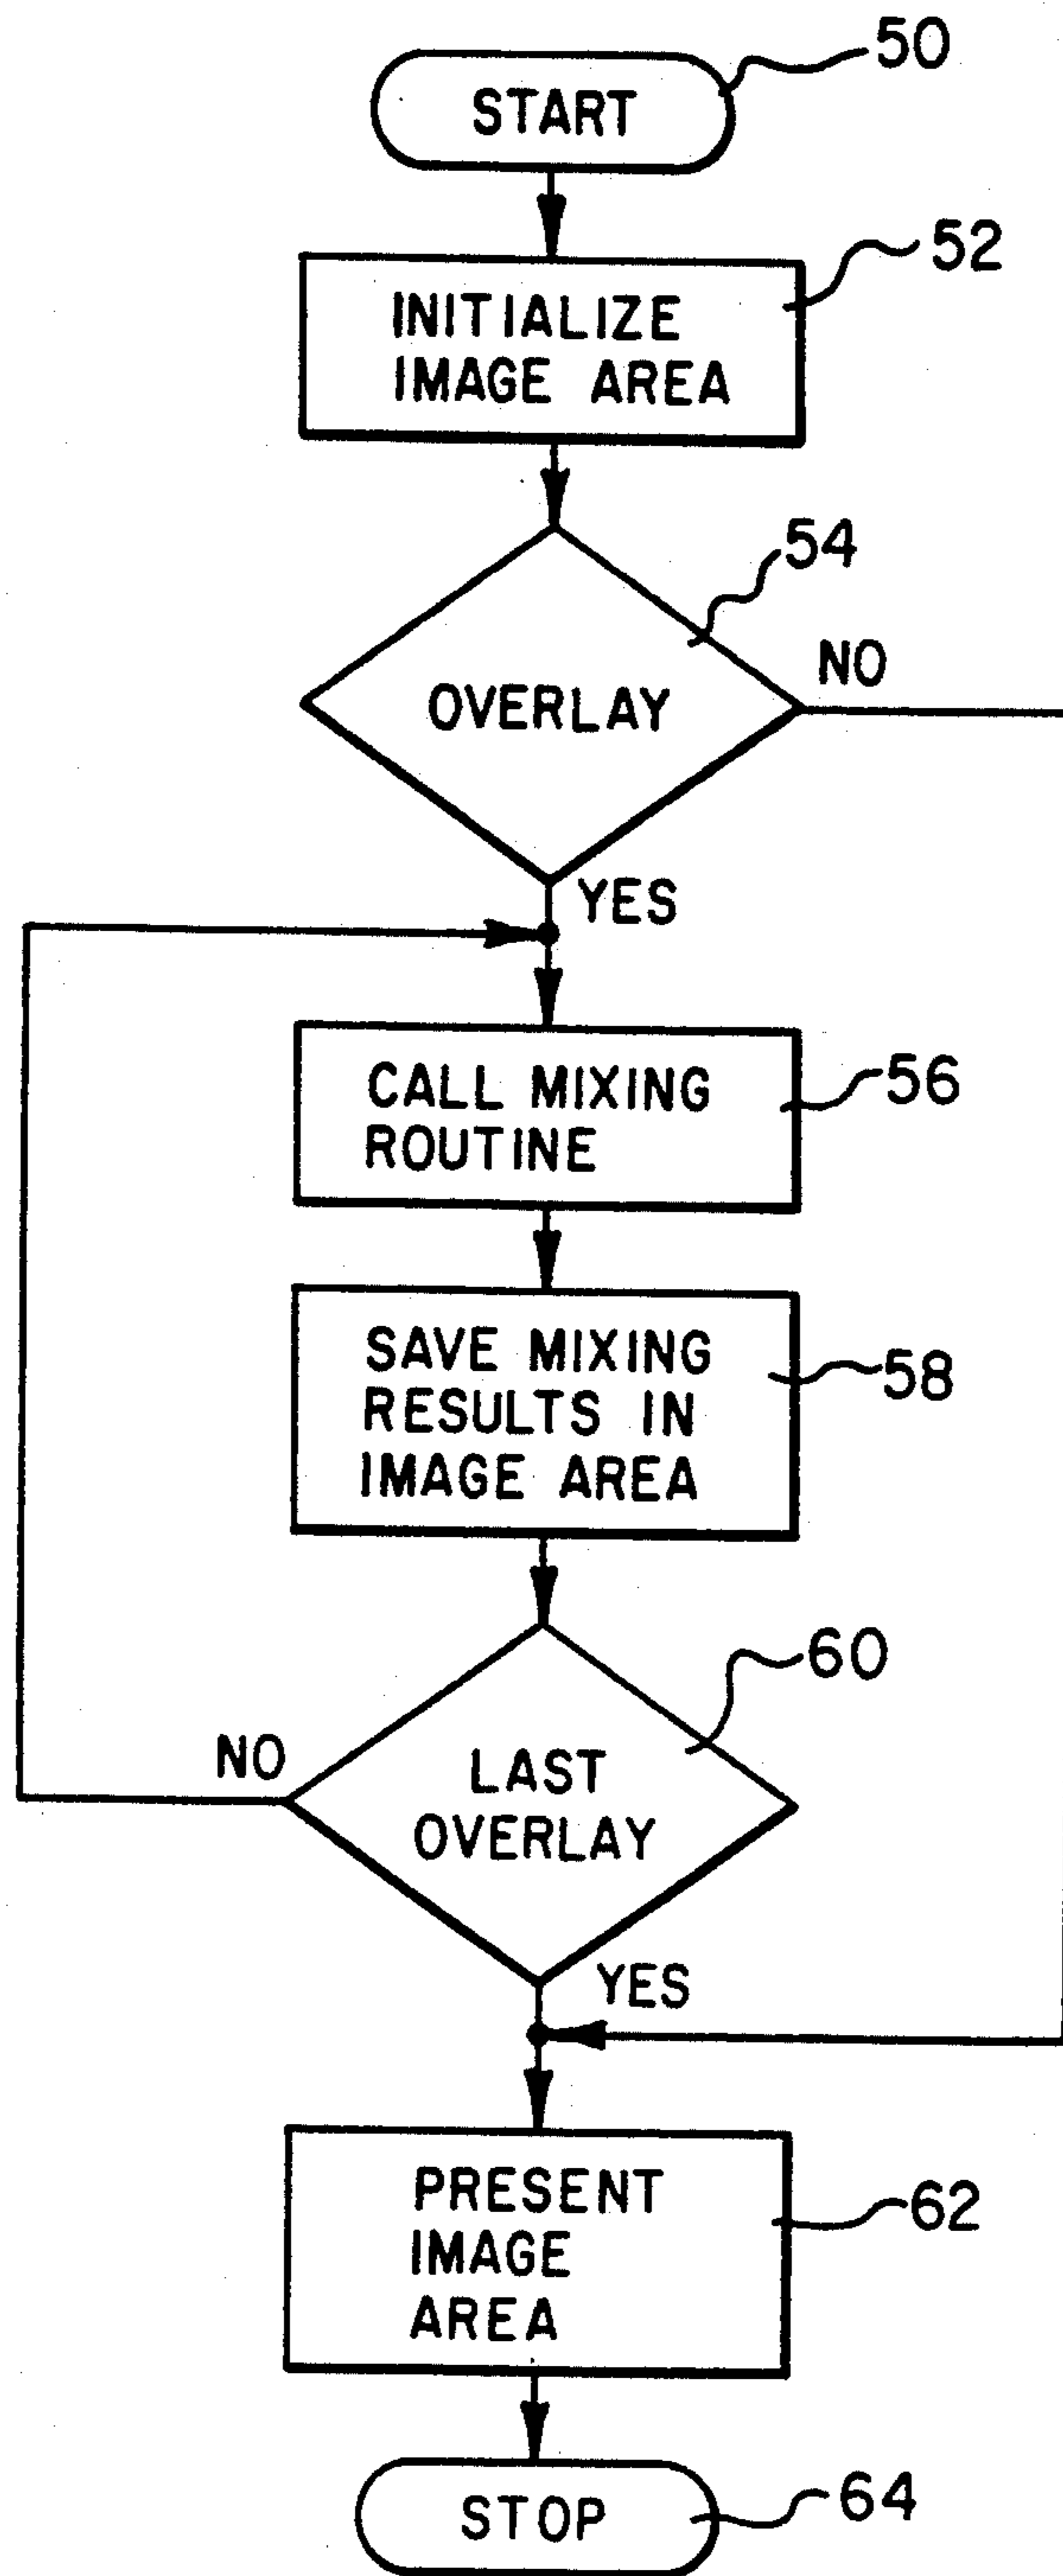 50
START
52
INITIALIZE
IMAGE AREA
54
NO
OVERLAY
YES
CALL MIXING
ROUTINE
56
SAVE MIXING
RESULTS IN
IMAGE AREA
58
60
NO
LAST
OVERLAY
YES
PRESENT
IMAGE
AREA
62
STOP
64